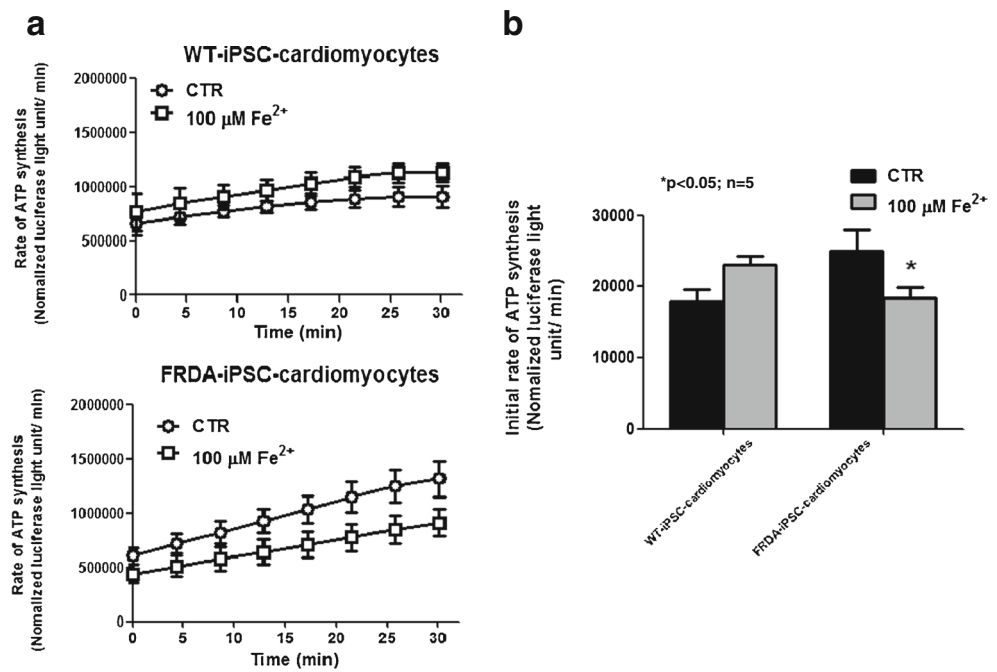 a
WT-iPSC-cardiomyocytes
Rate of ATP synthesis
(Nomalized luciferase light unit/ min)
2000000
1500000
1000000
500000
0
CTR
100 µM Fe2+
0 5 10 15 20 25 30
Time (min)
FRDA-iPSC-cardiomyocytes
Rate of ATP synthesis
(Nomalized luciferase light unit/ min)
2000000
1500000
1000000
500000
0
CTR
100 µM Fe2+
0 5 10 15 20 25 30
Time (min)
b
*p<0.05; n=5
CTR
100 µM Fe2+
Initial rate of ATP synthesis
(Nomalized luciferase light
unit/ min)
30000
20000
10000
0
*
WT-iPSC-cardiomyocytes
FRDA-iPSC-cardiomyocytes